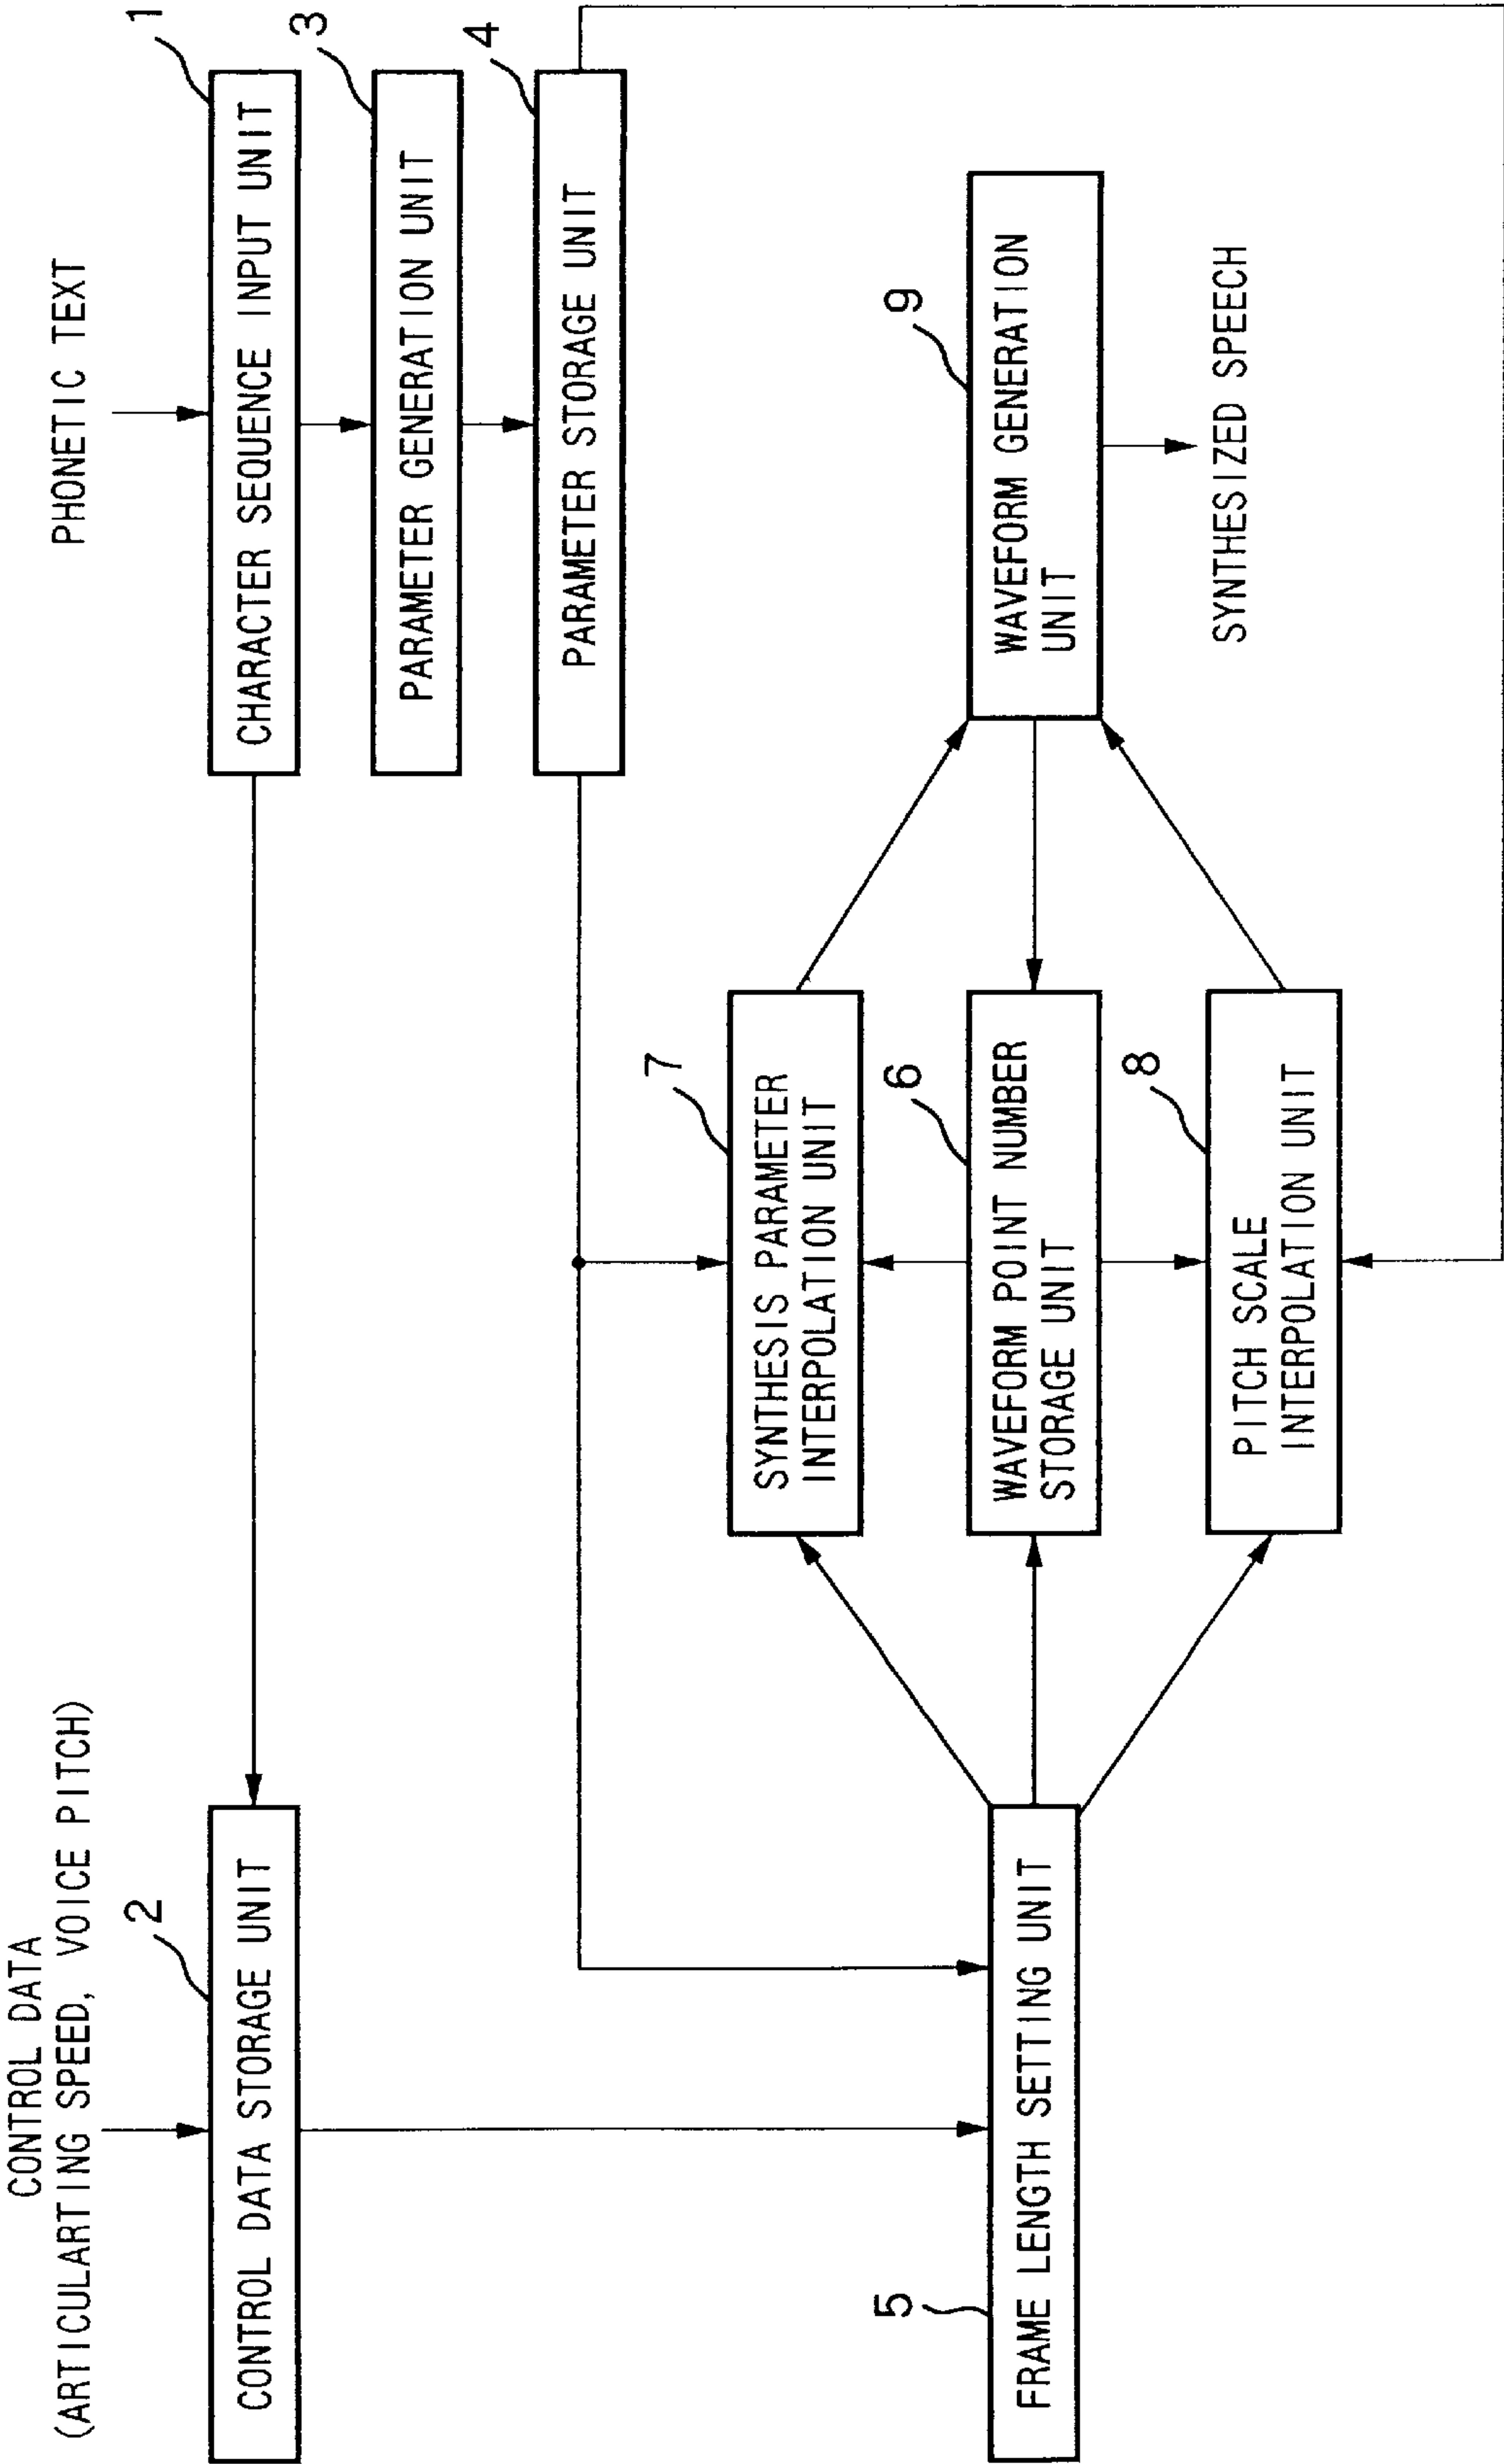 CONTROL DATA
(ARTICULARTING SPEED, VOICE PITCH)
2
CONTROL DATA STORAGE UNIT
PHONETIC TEXT
1
CHARACTER SEQUENCE INPUT UNIT
3
PARAMETER GENERATION UNIT
4
PARAMETER STORAGE UNIT
5
FRAME LENGTH SETTING UNIT
7
SYNTHESIS PARAMETER
INTERPOLATION UNIT
6
WAVEFORM POINT NUMBER
STORAGE UNIT
8
PITCH SCALE
INTERPOLATION UNIT
9
WAVEFORM GENERATION
UNIT
SYNTHESIZED SPEECH